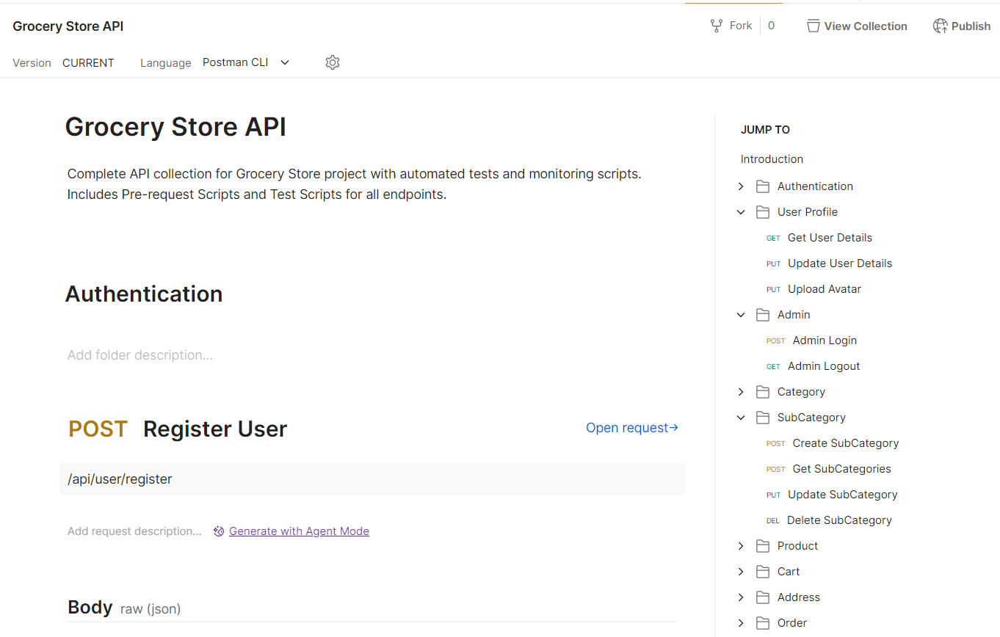 Grocery Store API
Fork 0 View Collection Publish
Version CURRENT Language Postman CLI
Grocery Store API
Complete API collection for Grocery Store project with automated tests and monitoring scripts.
Includes Pre-request Scripts and Test Scripts for all endpoints.
Authentication
Add folder description...
POST Register User Open request→
/api/user/register
Add request description... Generate with Agent Mode
Body raw (json)
JUMP TO
Introduction
Authentication
User Profile
GET Get User Details
PUT Update User Details
PUT Upload Avatar
Admin
POST Admin Login
GET Admin Logout
Category
SubCategory
POST Create SubCategory
POST Get SubCategories
PUT Update SubCategory
DEL Delete SubCategory
Product
Cart
Address
Order